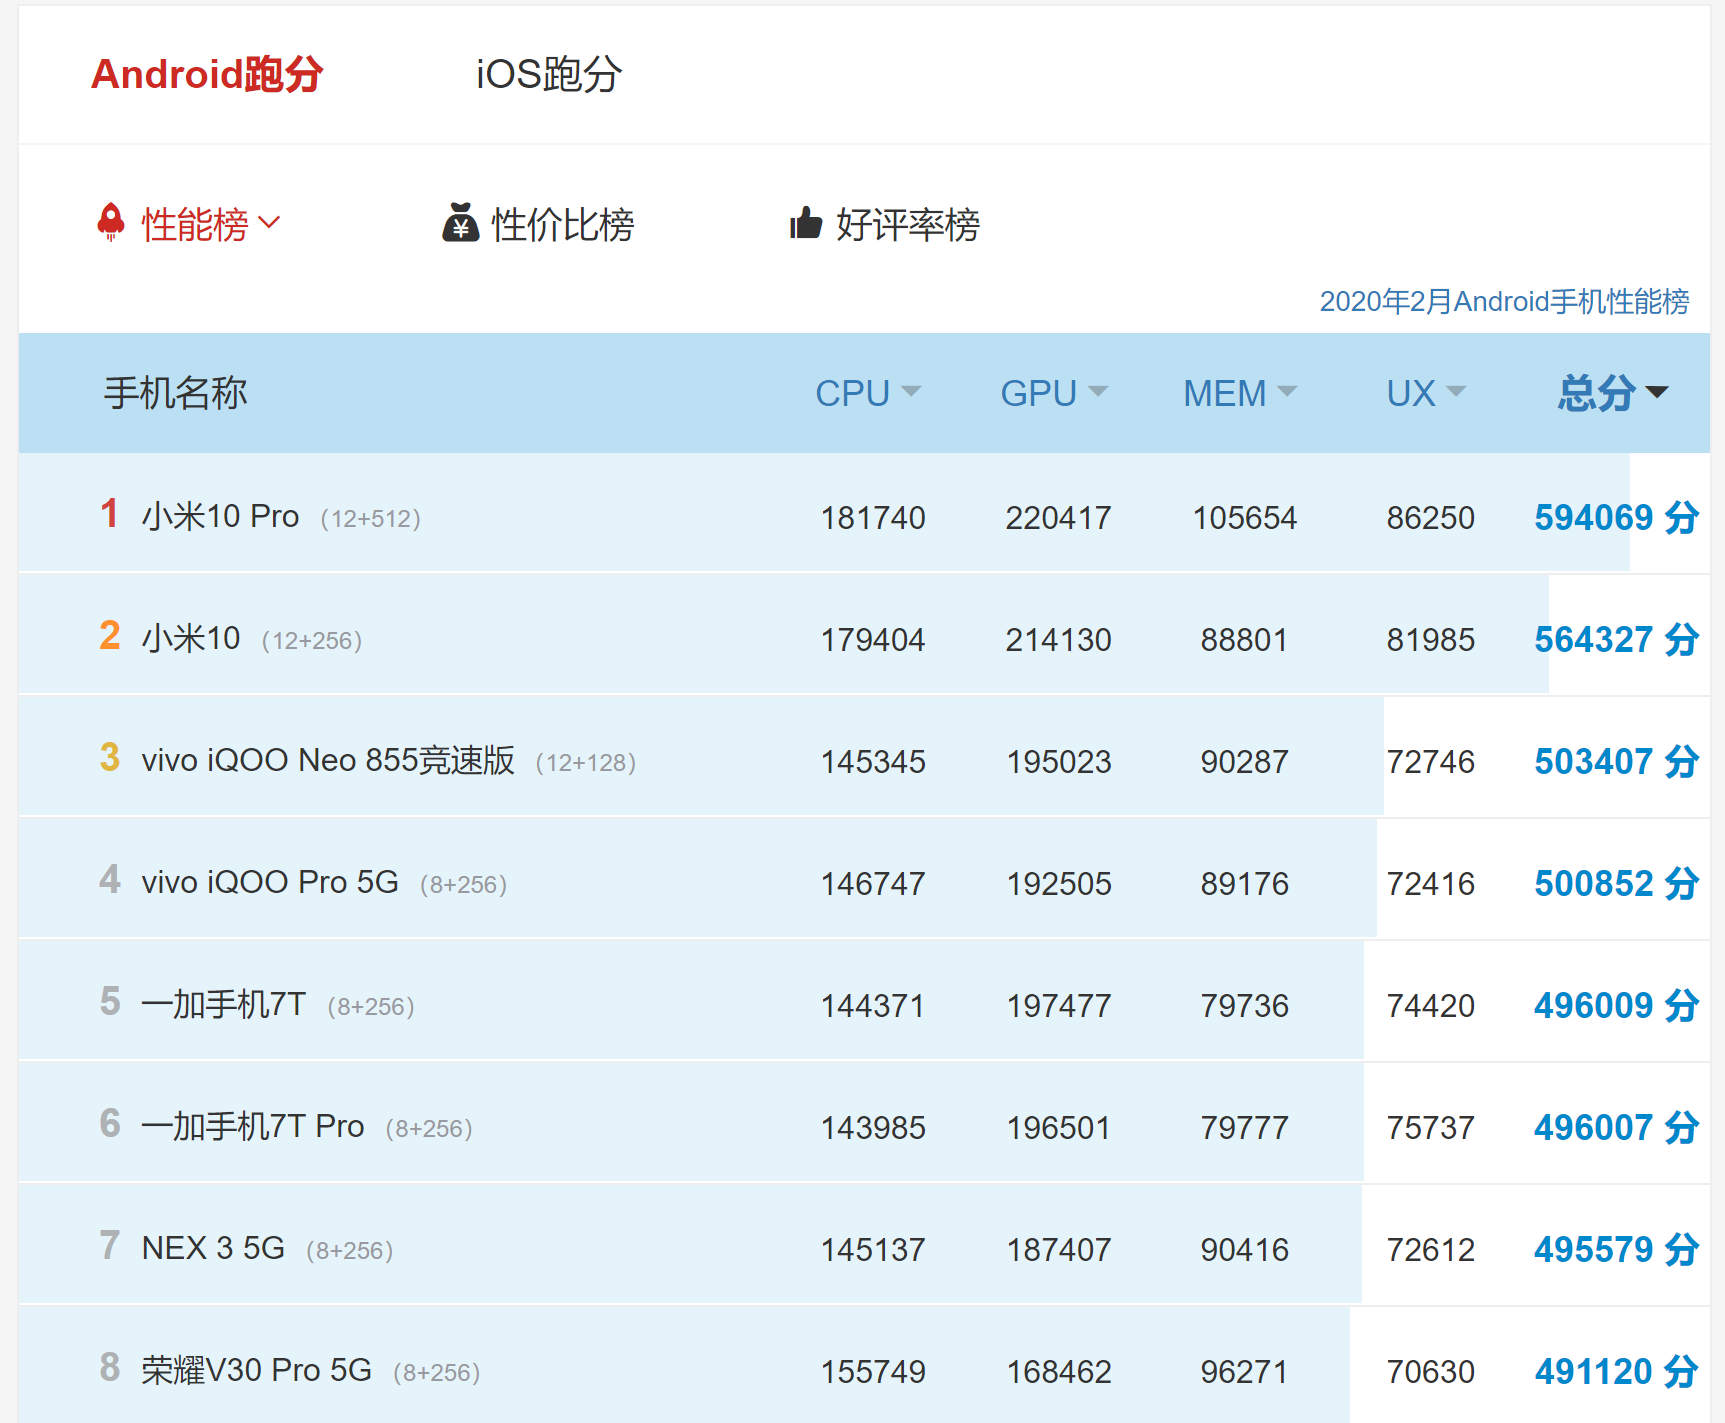 Android跑分 iOS跑分
性能榜 性价比榜 好评率榜
2020年2月Android手机性能榜
手机名称 CPU GPU MEM UX 总分
1 小米10 Pro (12+512) 181740 220417 105654 86250 594069 分
2 小米10 (12+256) 179404 214130 88801 81985 564327 分
3 vivo iQOO Neo 855竞速版 (12+128) 145345 195023 90287 72746 503407 分
4 vivo iQOO Pro 5G (8+256) 146747 192505 89176 72416 500852 分
5 一加手机7T (8+256) 144371 197477 79736 74420 496009 分
6 一加手机7T Pro (8+256) 143985 196501 79777 75737 496007 分
7 NEX 3 5G (8+256) 145137 187407 90416 72612 495579 分
8 荣耀V30 Pro 5G (8+256) 155749 168462 96271 70630 491120 分